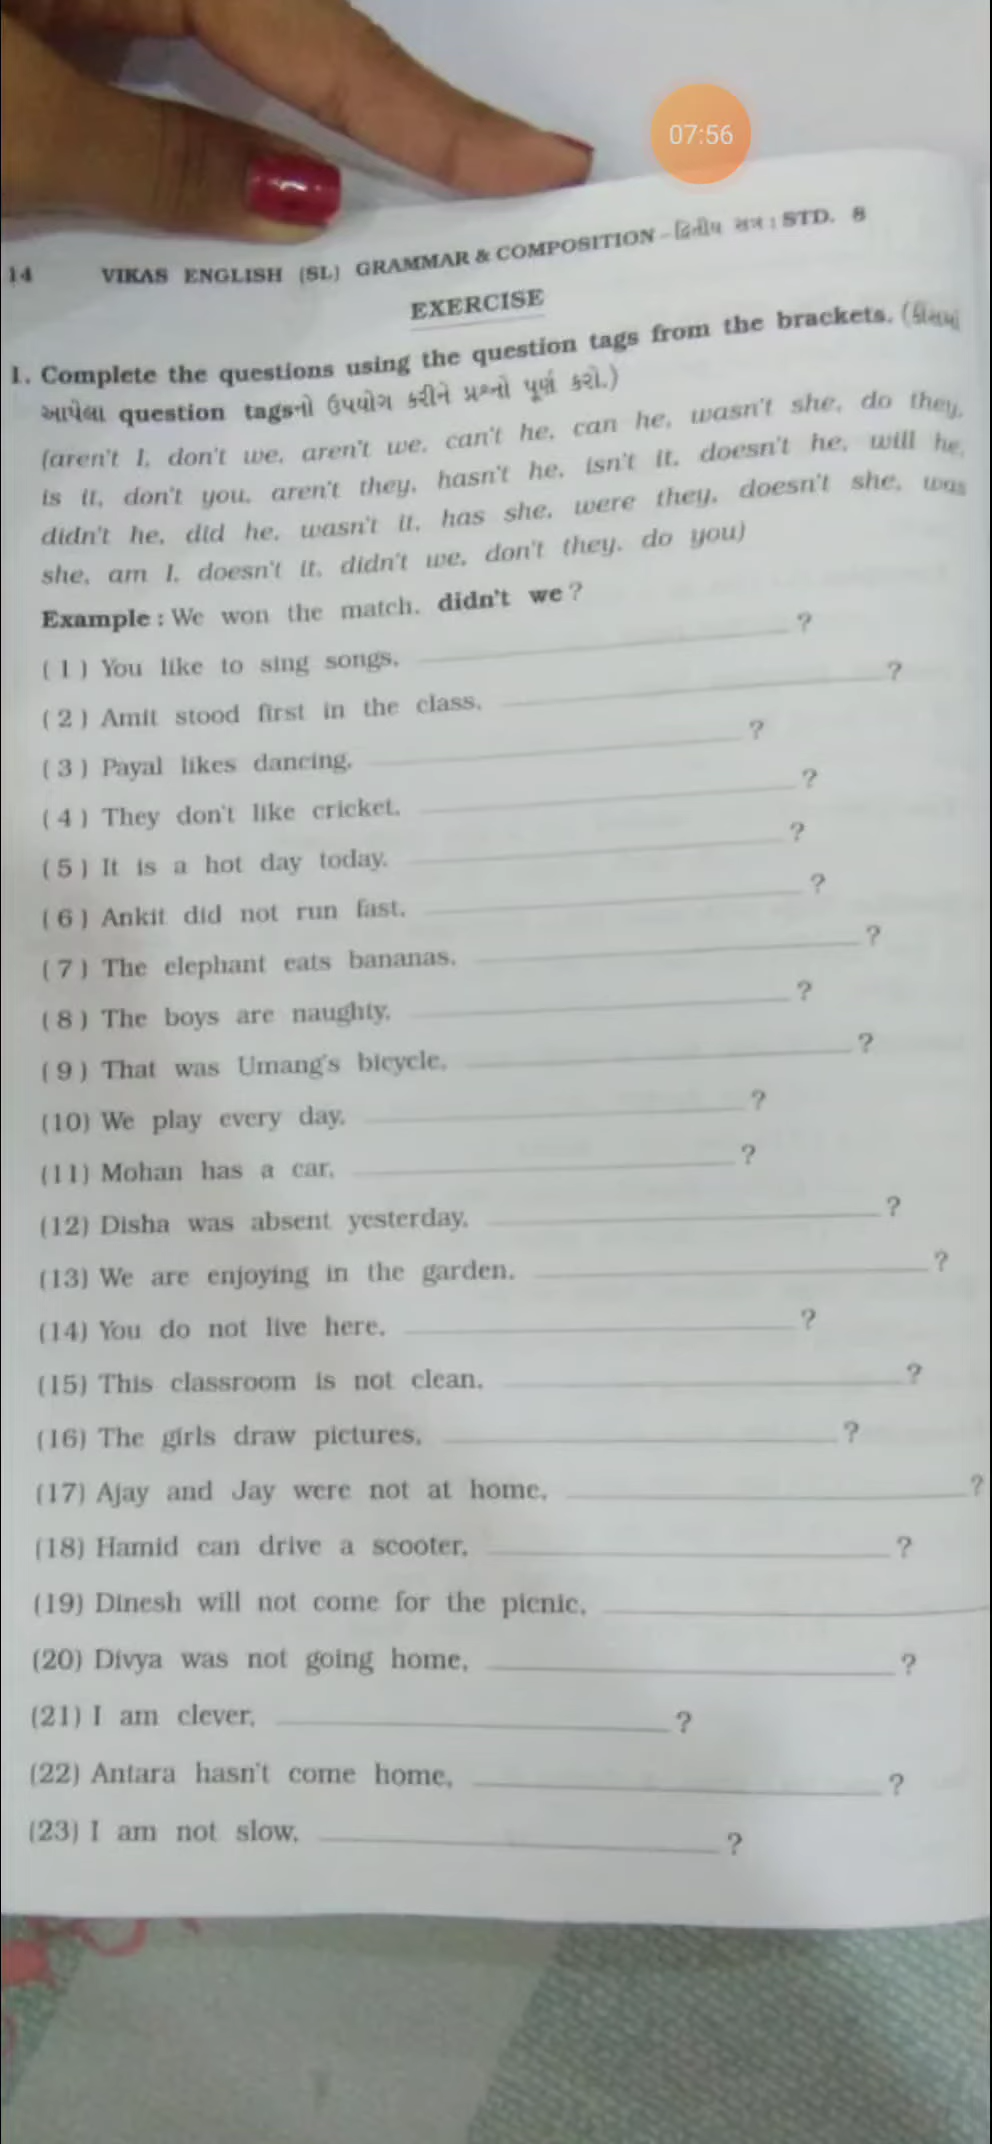 07:56
14 VIKAS ENGLISH (SL) GRAMMAR & COMPOSITION – દ્વિતીય સત્ર : STD. 8
EXERCISE
1. Complete the questions using the question tags from the brackets. (કૌંસમાં
આપેલા question tagsનો ઉપયોગ કરીને પ્રશ્નો પૂર્ણ કરો.)
(aren't I, don't we, aren't we, can't he, can he, wasn't she, do they,
is it, don't you, aren't they, hasn't he, isn't it, doesn't he, will he,
didn't he, did he, wasn't it, has she, were they, doesn't she, was
she, am I, doesn't it, didn't we, don't they, do you)
Example : We won the match, didn't we ?
( 1 ) You like to sing songs, ?
( 2 ) Amit stood first in the class, ?
( 3 ) Payal likes dancing, ?
( 4 ) They don't like cricket, ?
( 5 ) It is a hot day today, ?
( 6 ) Ankit did not run fast, ?
( 7 ) The elephant eats bananas, ?
( 8 ) The boys are naughty, ?
( 9 ) That was Umang's bicycle, ?
(10) We play every day, ?
(11) Mohan has a car, ?
(12) Disha was absent yesterday, ?
(13) We are enjoying in the garden, ?
(14) You do not live here, ?
(15) This classroom is not clean, ?
(16) The girls draw pictures, ?
(17) Ajay and Jay were not at home, ?
(18) Hamid can drive a scooter, ?
(19) Dinesh will not come for the picnic,
(20) Divya was not going home, ?
(21) I am clever, ?
(22) Antara hasn't come home, ?
(23) I am not slow, ?